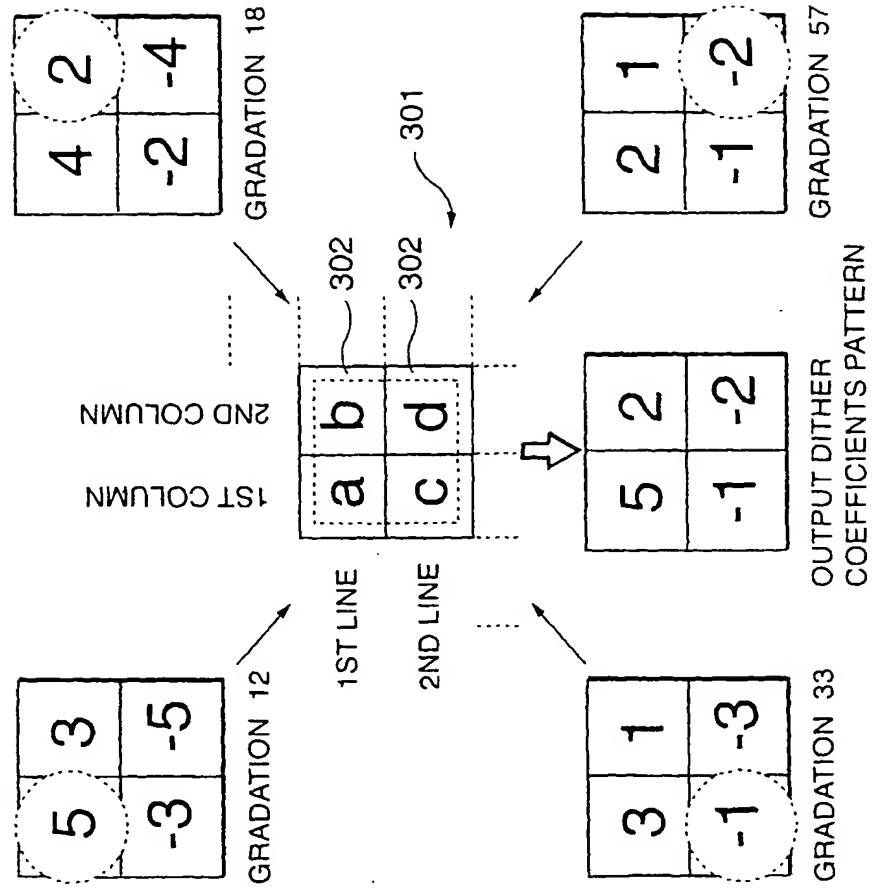 5 3
-3 -5
GRADATION 12
4 2
-2 -4
GRADATION 18
1ST COLUMN
2ND COLUMN
1ST LINE
2ND LINE
a b
c d
302
302
301
3 1
-1 -3
GRADATION 33
5 2
-1 -2
OUTPUT DITHER
COEFFICIENTS PATTERN
2 1
-1 -2
GRADATION 57